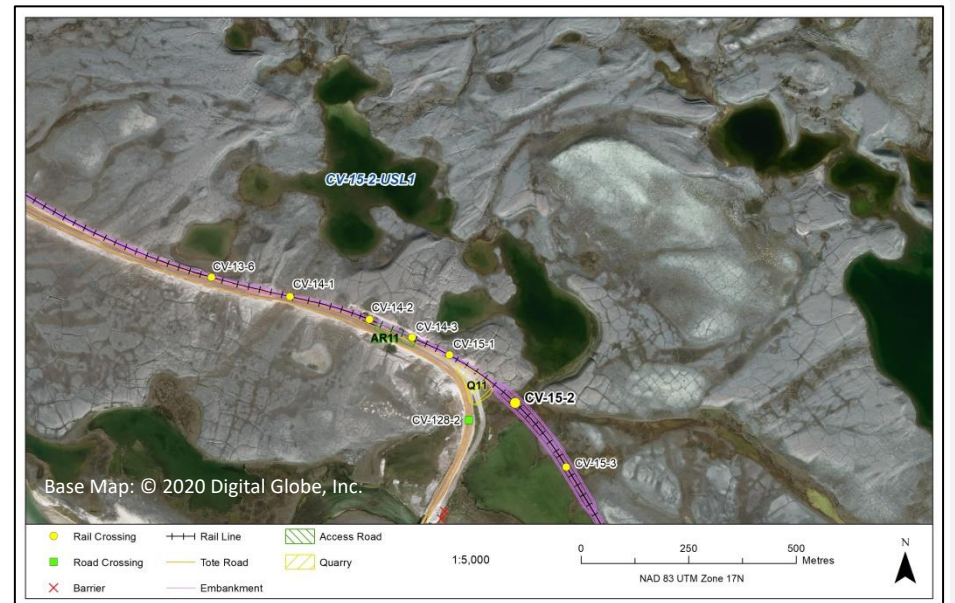 CV-15-2-USL1
CV-13-6
CV-14-1
CV-14-2
CV-14-3
AR11
CV-15-1
Q11
CV-15-2
CV-128-2
CV-15-3
Base Map: © 2020 Digital Globe, Inc.
Rail Crossing
Rail Line
Access Road
Road Crossing
Tote Road
Quarry
Barrier
Embankment
1:5,000
0 250 500
Metres
NAD 83 UTM Zone 17N
N